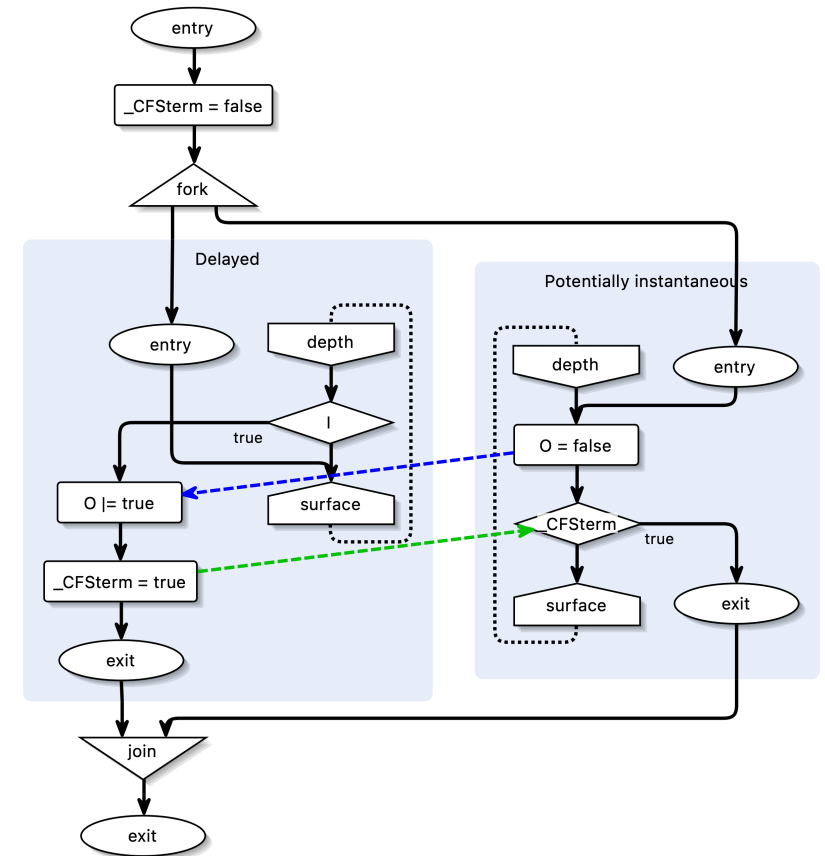 entry
_CFSterm = false
fork
Delayed
Potentially instantaneous
entry
depth
depth
entry
I
true
O = false
O |= true
surface
_CFSterm
true
_CFSterm = true
surface
exit
exit
join
exit